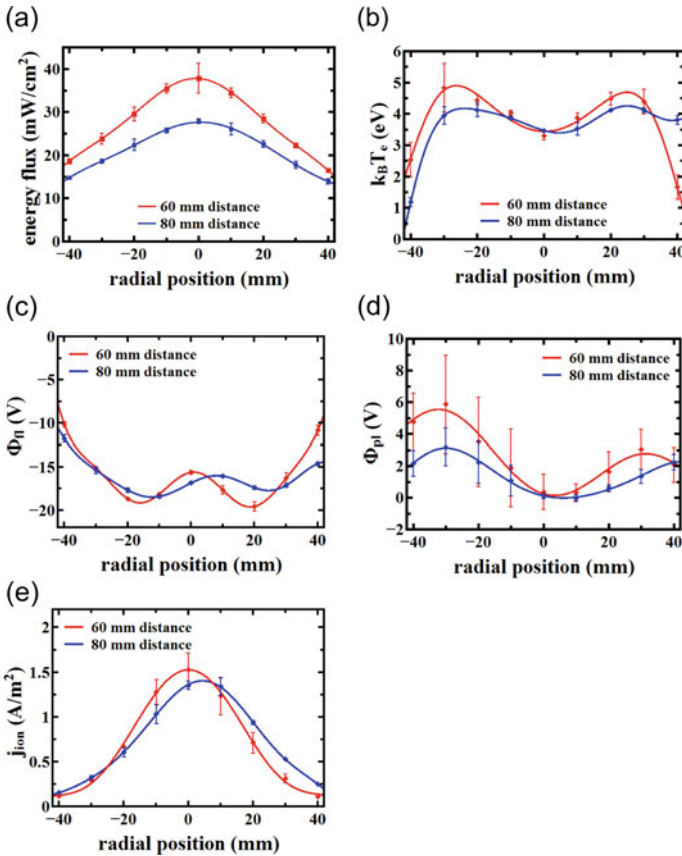 (a)
energy flux (mW/cm²)
40
30
20
10
0
60 mm distance
80 mm distance
−40 −20 0 20 40
radial position (mm)
(b)
k_BT_e (eV)
6
5
4
3
2
1
0
60 mm distance
80 mm distance
−40 −20 0 20 40
radial position (mm)
(c)
Φ_fl (V)
0
−5
−10
−15
−20
60 mm distance
80 mm distance
−40 −20 0 20 40
radial position (mm)
(d)
Φ_pl (V)
10
8
6
4
2
0
−2
60 mm distance
80 mm distance
−40 −20 0 20 40
radial position (mm)
(e)
j_ion (A/m²)
2
1.5
1
0.5
0
60 mm distance
80 mm distance
−40 −20 0 20 40
radial position (mm)